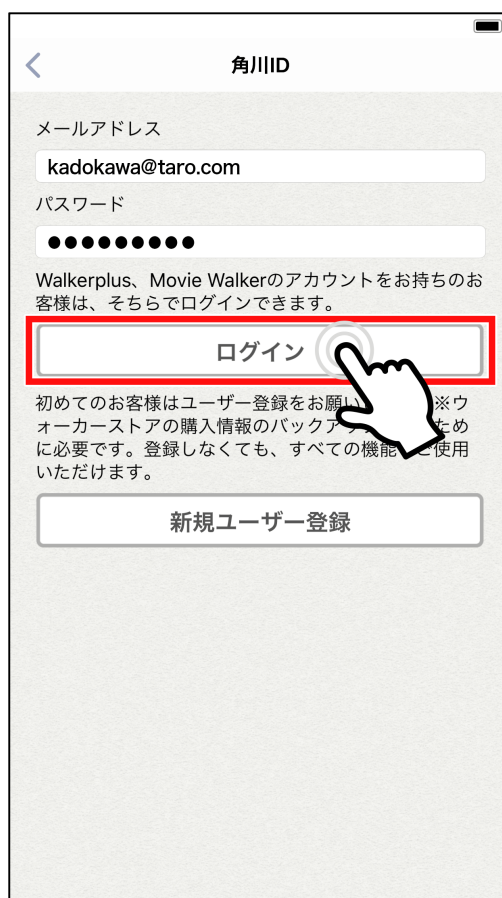 角川ID
メールアドレス
kadokawa@taro.com
パスワード
●●●●●●●●●
Walkerplus、Movie Walkerのアカウントをお持ちのお
客様は、そちらでログインできます。
ログイン
初めてのお客様はユーザー登録をお願い ※ウ
ォーカーストアの購入情報のバックア ため
に必要です。登録しなくても、すべての機能 ご使用
いただけます。
新規ユーザー登録